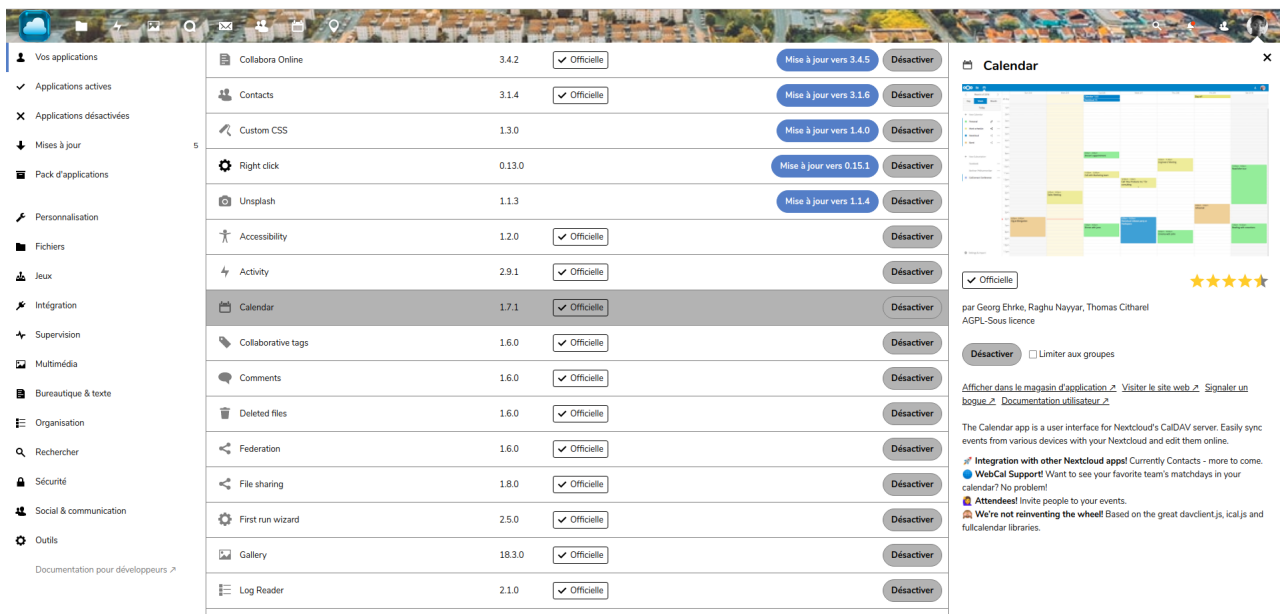 Vos applications
Applications actives
Applications désactivées
Mises à jour 5
Pack d'applications
Personnalisation
Fichiers
Jeux
Intégration
Supervision
Multimédia
Bureautique & texte
Organisation
Rechercher
Sécurité
Social & communication
Outils
Documentation pour développeurs ↗
Collabora Online 3.4.2 Officielle Mise à jour vers 3.4.5 Désactiver
Contacts 3.1.4 Officielle Mise à jour vers 3.1.6 Désactiver
Custom CSS 1.3.0 Mise à jour vers 1.4.0 Désactiver
Right click 0.13.0 Mise à jour vers 0.15.1 Désactiver
Unsplash 1.1.3 Mise à jour vers 1.1.4 Désactiver
Accessibility 1.2.0 Officielle Désactiver
Activity 2.9.1 Officielle Désactiver
Calendar 1.7.1 Officielle Désactiver
Collaborative tags 1.6.0 Officielle Désactiver
Comments 1.6.0 Officielle Désactiver
Deleted files 1.6.0 Officielle Désactiver
Federation 1.6.0 Officielle Désactiver
File sharing 1.8.0 Officielle Désactiver
First run wizard 2.5.0 Officielle Désactiver
Gallery 18.3.0 Officielle Désactiver
Log Reader 2.1.0 Officielle Désactiver
Calendar
Officielle
par Georg Ehrke, Raghu Nayyar, Thomas Citharel
AGPL-Sous licence
Désactiver Limiter aux groupes
Afficher dans le magasin d'application ↗ Visiter le site web ↗ Signaler un
bogue ↗ Documentation utilisateur ↗
The Calendar app is a user interface for Nextcloud's CalDAV server. Easily sync
events from various devices with your Nextcloud and edit them online.
🚀 Integration with other Nextcloud apps! Currently Contacts - more to come.
🔵 WebCal Support! Want to see your favorite team's matchdays in your
calendar? No problem!
🙋 Attendees! Invite people to your events.
🙈 We're not reinventing the wheel! Based on the great davclient.js, ical.js and
fullcalendar libraries.